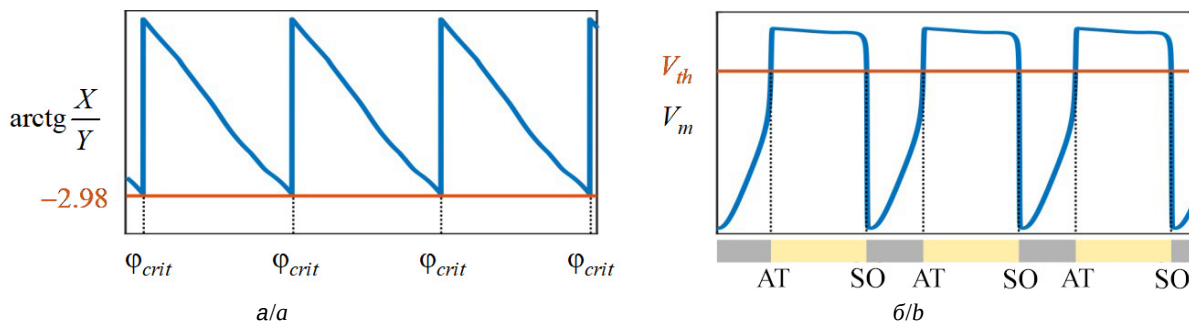 arctg X/Y
−2.98
φcrit φcrit φcrit φcrit
a/a
Vth
Vm
AT SO AT SO AT SO
б/b